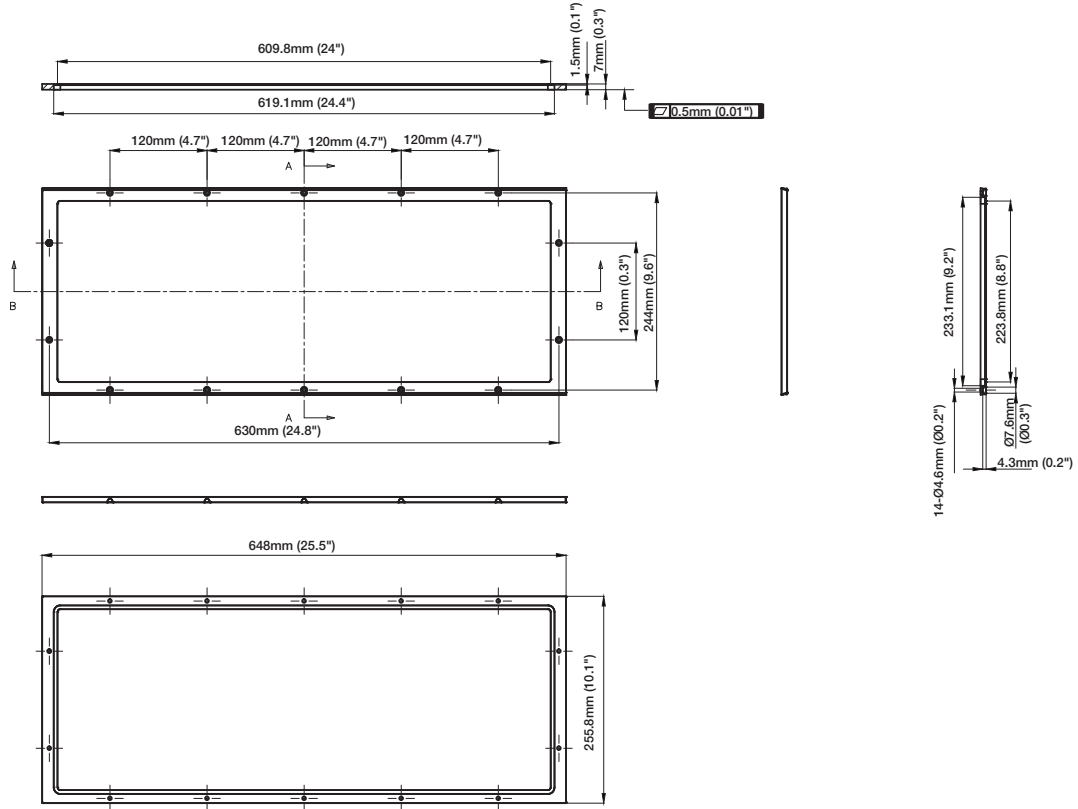 609.8mm (24")
1.5mm (0.1")
7mm (0.3")
619.1mm (24.4")
0.5mm (0.01")
120mm (4.7")
120mm (4.7")
120mm (4.7")
120mm (4.7")
A
B
B
120mm (0.3")
244mm (9.6")
233.1mm (9.2")
223.8mm (8.8")
A
630mm (24.8")
14-Ø4.6mm (Ø0.2")
Ø7.6mm
(Ø0.3")
4.3mm (0.2")
648mm (25.5")
255.8mm (10.1")